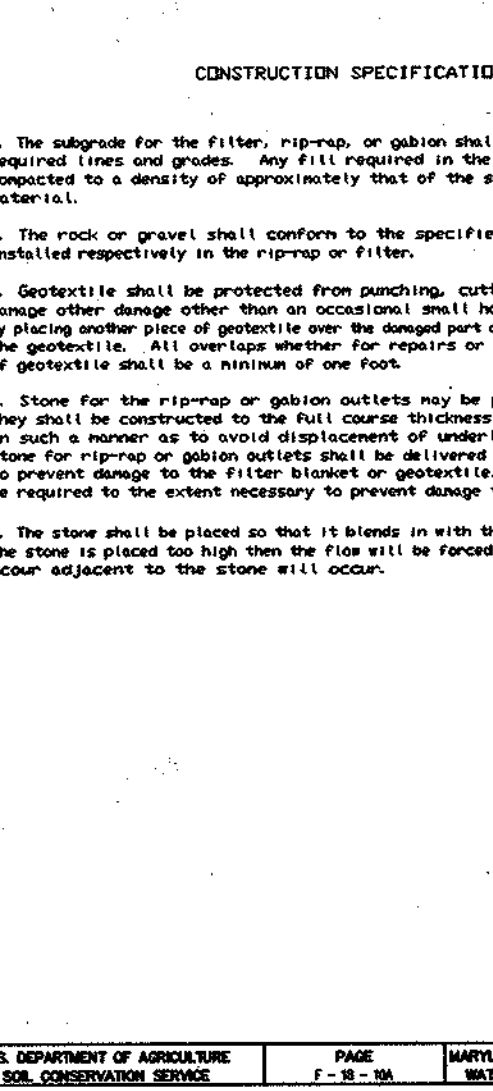 CONSTRUCTION SPECIFICATIO
. The subgrade for the filter, rip-rap, or gabion shal
equired lines and grades. Any fill required in the
ompacted to a density of approximately that of the s
aterial.
. The rock or gravel shall conform to the specifie
nstalled respectively in the rip-rap or filter.
. Geotextile shall be protected from punching, cutt
amage other damage other than an occasional small ho
y placing another piece of geotextile over the damaged part o
he geotextile. All overlaps whether for repairs or
f geotextile shall be a minimum of one foot.
. Stone for the rip-rap or gabion outlets may be p
hey shall be constructed to the full course thickness
n such a manner as to avoid displacement of underl
tone for rip-rap or gabion outlets shall be delivered
o prevent damage to the filter blanket or geotextile.
e required to the extent necessary to prevent damage
. The stone shall be placed so that it blends in with th
he stone is placed too high then the flow will be forced
cour adjacent to the stone will occur.
S. DEPARTMENT OF AGRICULTURE
SOIL CONSERVATION SERVICE
PAGE
F - 18 - 10A
MARYL
WAT